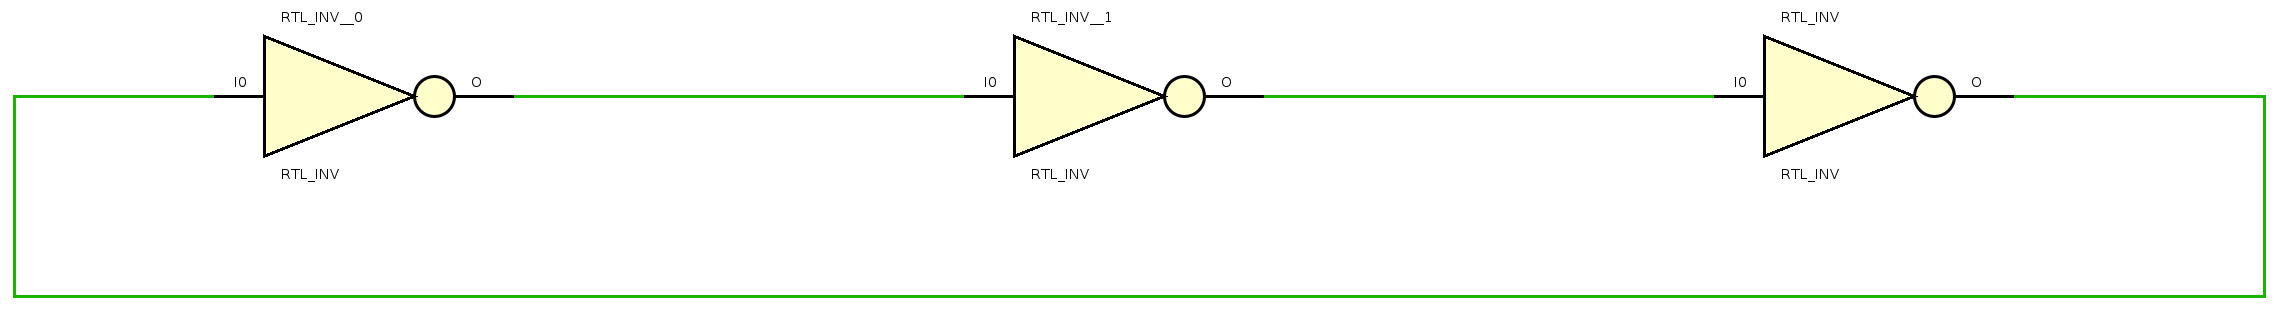 RTL_INV__0
RTL_INV__1
RTL_INV
I0
O
I0
O
I0
O
RTL_INV
RTL_INV
RTL_INV